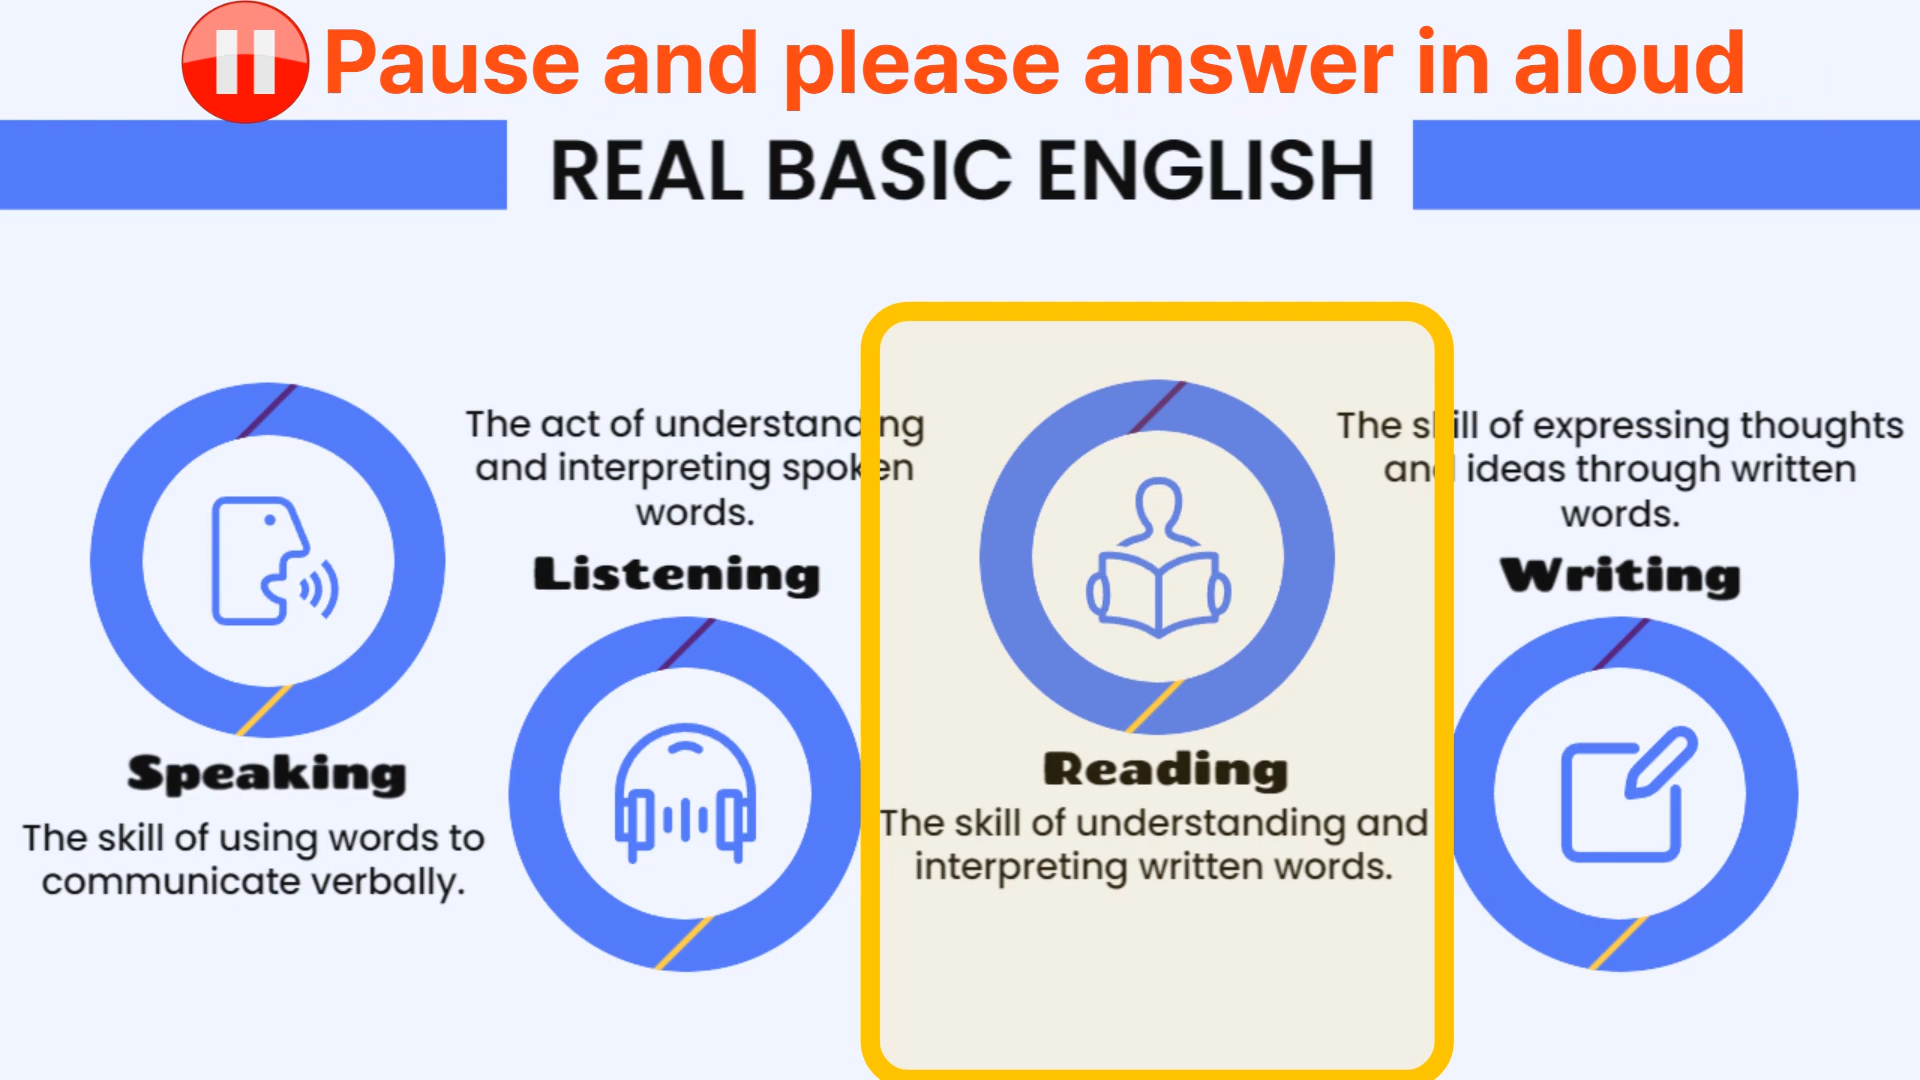 Pause and please answer in aloud
REAL BASIC ENGLISH
Speaking
The skill of using words to
communicate verbally.
The act of understanding
and interpreting spoken
words.
Listening
Reading
The skill of understanding and
interpreting written words.
The skill of expressing thoughts
and ideas through written
words.
Writing